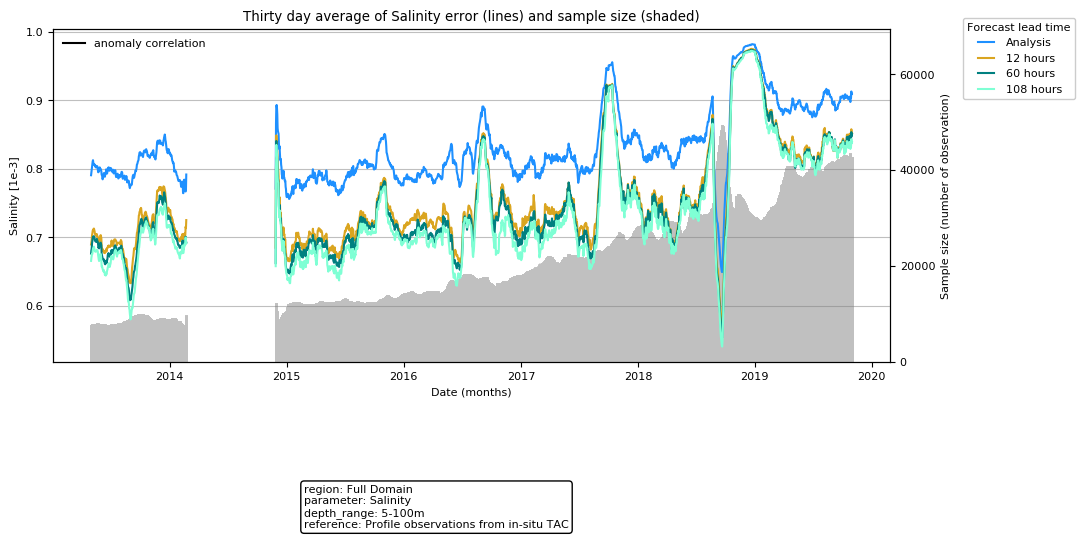 Thirty day average of Salinity error (lines) and sample size (shaded)
Forecast lead time
Analysis
12 hours
60 hours
108 hours
anomaly correlation
1.0
0.9
0.8
0.7
0.6
Salinity [1e-3]
60000
40000
20000
0
Sample size (number of observation)
2014
2015
2016
2017
2018
2019
2020
Date (months)
region: Full Domain
parameter: Salinity
depth_range: 5-100m
reference: Profile observations from in-situ TAC